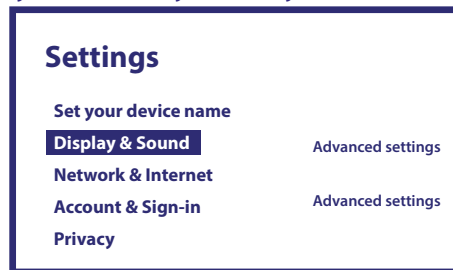 Settings
Set your device name
Display & Sound
Advanced settings
Network & Internet
Account & Sign-in
Advanced settings
Privacy